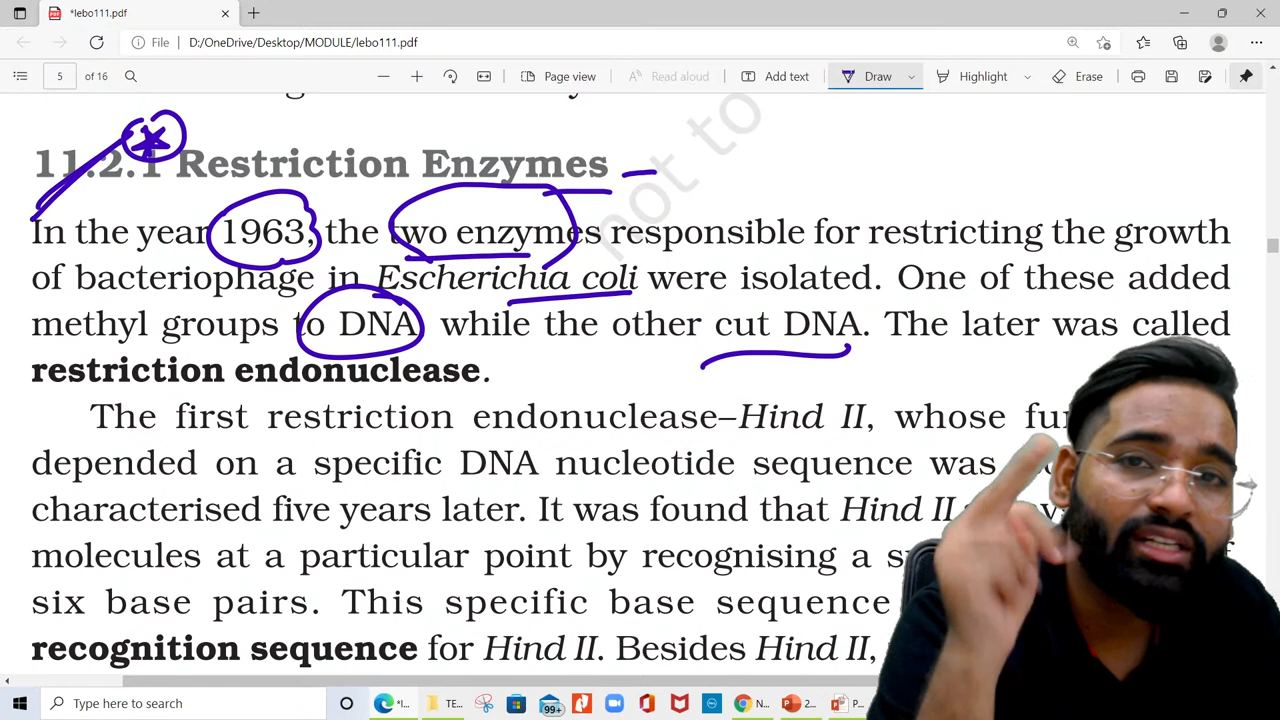 *lebo111.pdf
File D:/OneDrive/Desktop/MODULE/lebo111.pdf
5 of 16 Page view Read aloud Add text Draw Highlight Erase
not to
11.2.1 Restriction Enzymes
In the year 1963, the two enzymes responsible for restricting the growth
of bacteriophage in Escherichia coli were isolated. One of these added
methyl groups to DNA, while the other cut DNA. The later was called
restriction endonuclease.
The first restriction endonuclease–Hind II, whose
depended on a specific DNA nucleotide sequence was
characterised five years later. It was found that Hind II
molecules at a particular point by recognising a
six base pairs. This specific base sequence
recognition sequence for Hind II. Besides Hind II,
Type here to search 99+ *l... TE... N... 2... P...